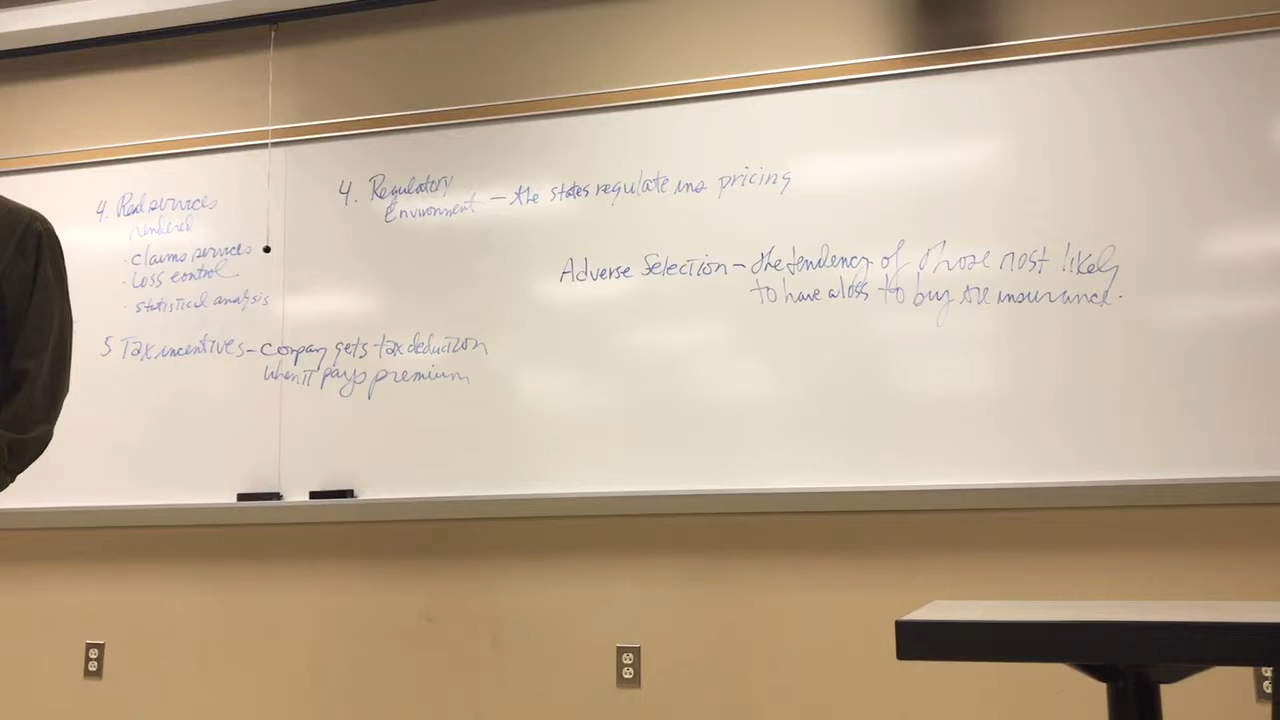 4. Real services
rendered
· claims services
· Loss control
· statistical analysis
5 Tax incentives - company gets tax deduction
when it pays premium
4. Regulatory
Environment - the states regulate ins pricing
Adverse Selection - the tendency of those most likely
to have a loss to buy the insurance.